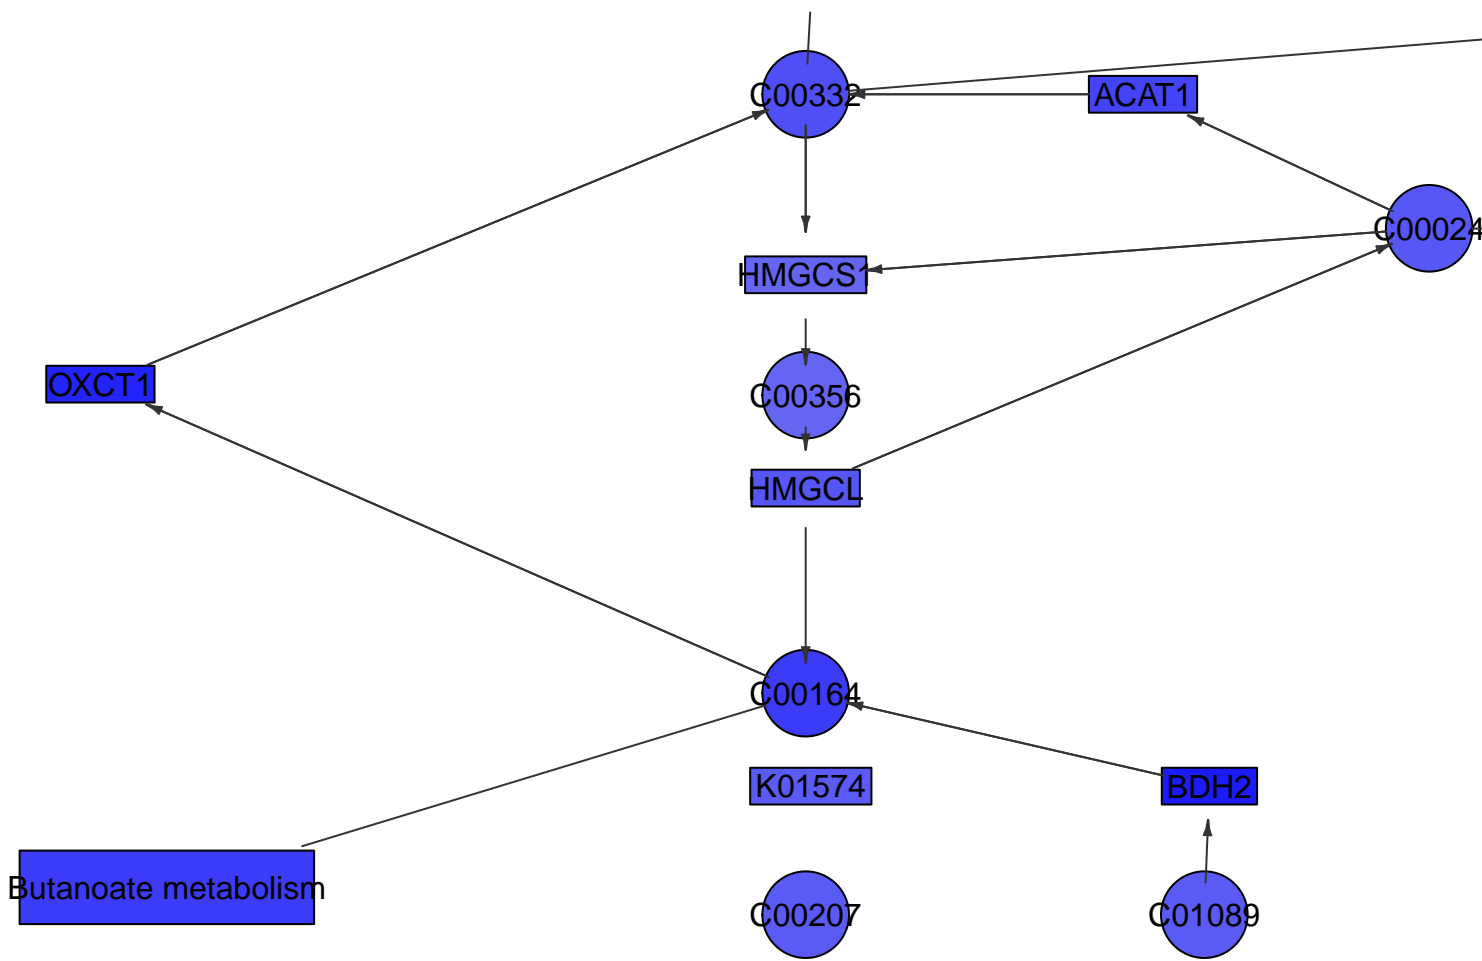 C00332
ACAT1
C00024
HMGCS1
OXCT1
C00356
HMGCL
C00164
K01574
BDH2
Butanoate metabolism
C00207
C01089